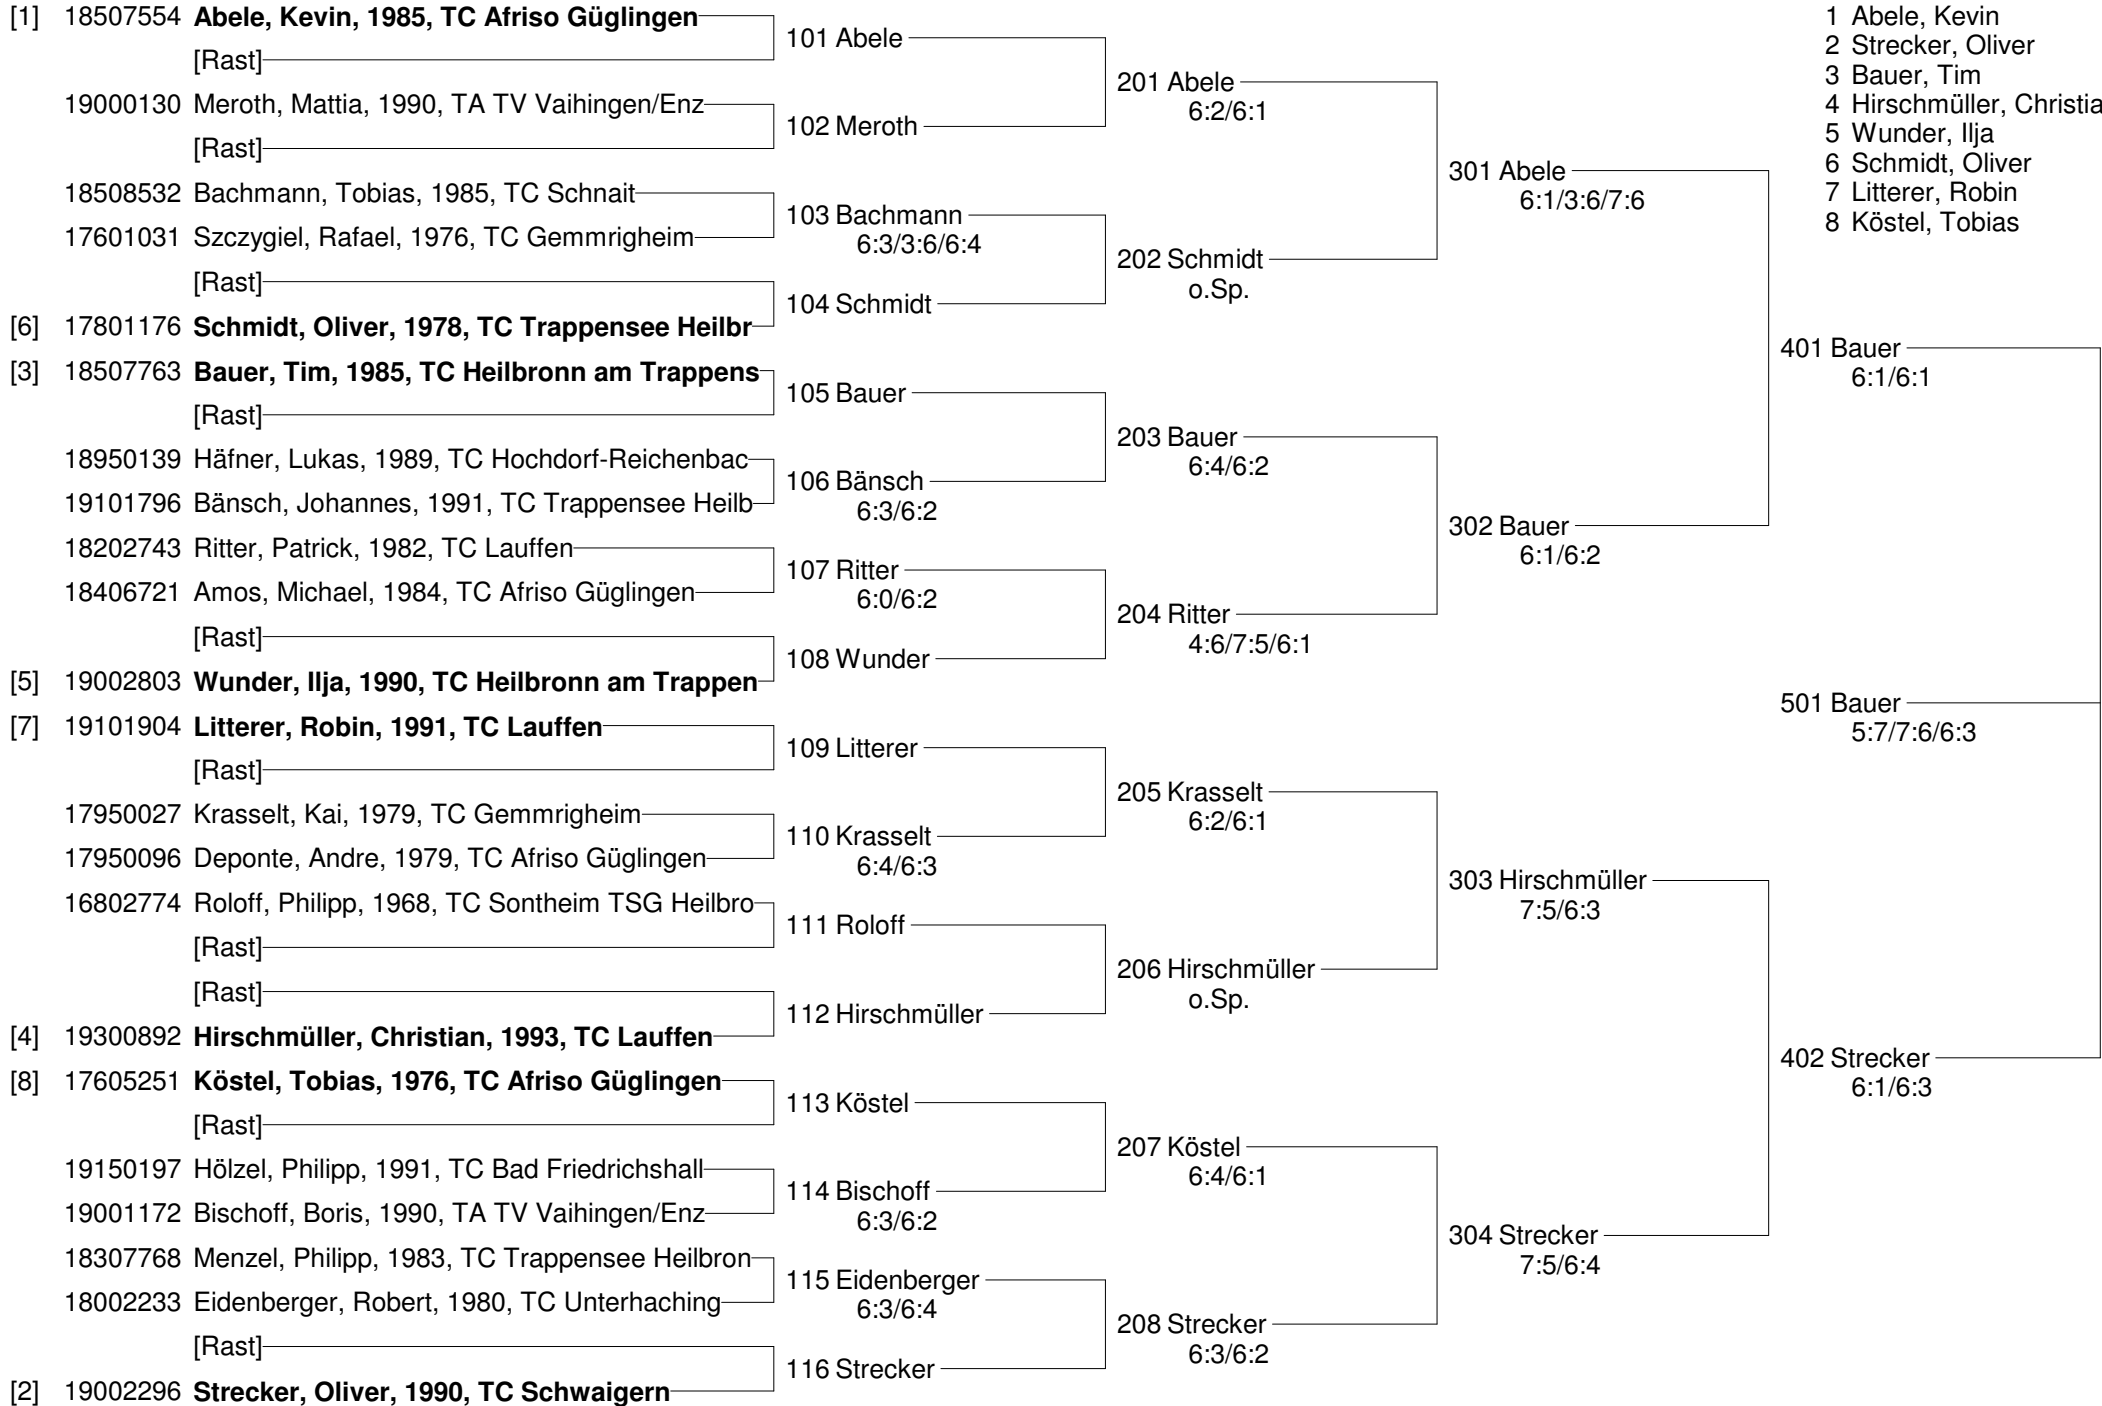 [1] 18507554 Abele, Kevin, 1985, TC Afriso Güglingen
[Rast]
19000130 Meroth, Mattia, 1990, TA TV Vaihingen/Enz
[Rast]
18508532 Bachmann, Tobias, 1985, TC Schnait
17601031 Szczygiel, Rafael, 1976, TC Gemmrigheim
[Rast]
[6] 17801176 Schmidt, Oliver, 1978, TC Trappensee Heilbr
[3] 18507763 Bauer, Tim, 1985, TC Heilbronn am Trappens
[Rast]
18950139 Häfner, Lukas, 1989, TC Hochdorf-Reichenbac
19101796 Bänsch, Johannes, 1991, TC Trappensee Heilb
18202743 Ritter, Patrick, 1982, TC Lauffen
18406721 Amos, Michael, 1984, TC Afriso Güglingen
[Rast]
[5] 19002803 Wunder, Ilja, 1990, TC Heilbronn am Trappen
[7] 19101904 Litterer, Robin, 1991, TC Lauffen
[Rast]
17950027 Krasselt, Kai, 1979, TC Gemmrigheim
17950096 Deponte, Andre, 1979, TC Afriso Güglingen
16802774 Roloff, Philipp, 1968, TC Sontheim TSG Heilbro
[Rast]
[Rast]
[4] 19300892 Hirschmüller, Christian, 1993, TC Lauffen
[8] 17605251 Köstel, Tobias, 1976, TC Afriso Güglingen
[Rast]
19150197 Hölzel, Philipp, 1991, TC Bad Friedrichshall
19001172 Bischoff, Boris, 1990, TA TV Vaihingen/Enz
18307768 Menzel, Philipp, 1983, TC Trappensee Heilbron
18002233 Eidenberger, Robert, 1980, TC Unterhaching
[Rast]
[2] 19002296 Strecker, Oliver, 1990, TC Schwaigern
101 Abele
102 Meroth
103 Bachmann
6:3/3:6/6:4
104 Schmidt
105 Bauer
106 Bänsch
6:3/6:2
107 Ritter
6:0/6:2
108 Wunder
109 Litterer
110 Krasselt
6:4/6:3
111 Roloff
112 Hirschmüller
113 Köstel
114 Bischoff
6:3/6:2
115 Eidenberger
6:3/6:4
116 Strecker
201 Abele
6:2/6:1
202 Schmidt
o.Sp.
203 Bauer
6:4/6:2
204 Ritter
4:6/7:5/6:1
205 Krasselt
6:2/6:1
206 Hirschmüller
o.Sp.
207 Köstel
6:4/6:1
208 Strecker
6:3/6:2
301 Abele
6:1/3:6/7:6
302 Bauer
6:1/6:2
303 Hirschmüller
7:5/6:3
304 Strecker
7:5/6:4
401 Bauer
6:1/6:1
501 Bauer
5:7/7:6/6:3
402 Strecker
6:1/6:3
1 Abele, Kevin
2 Strecker, Oliver
3 Bauer, Tim
4 Hirschmüller, Christia
5 Wunder, Ilja
6 Schmidt, Oliver
7 Litterer, Robin
8 Köstel, Tobias